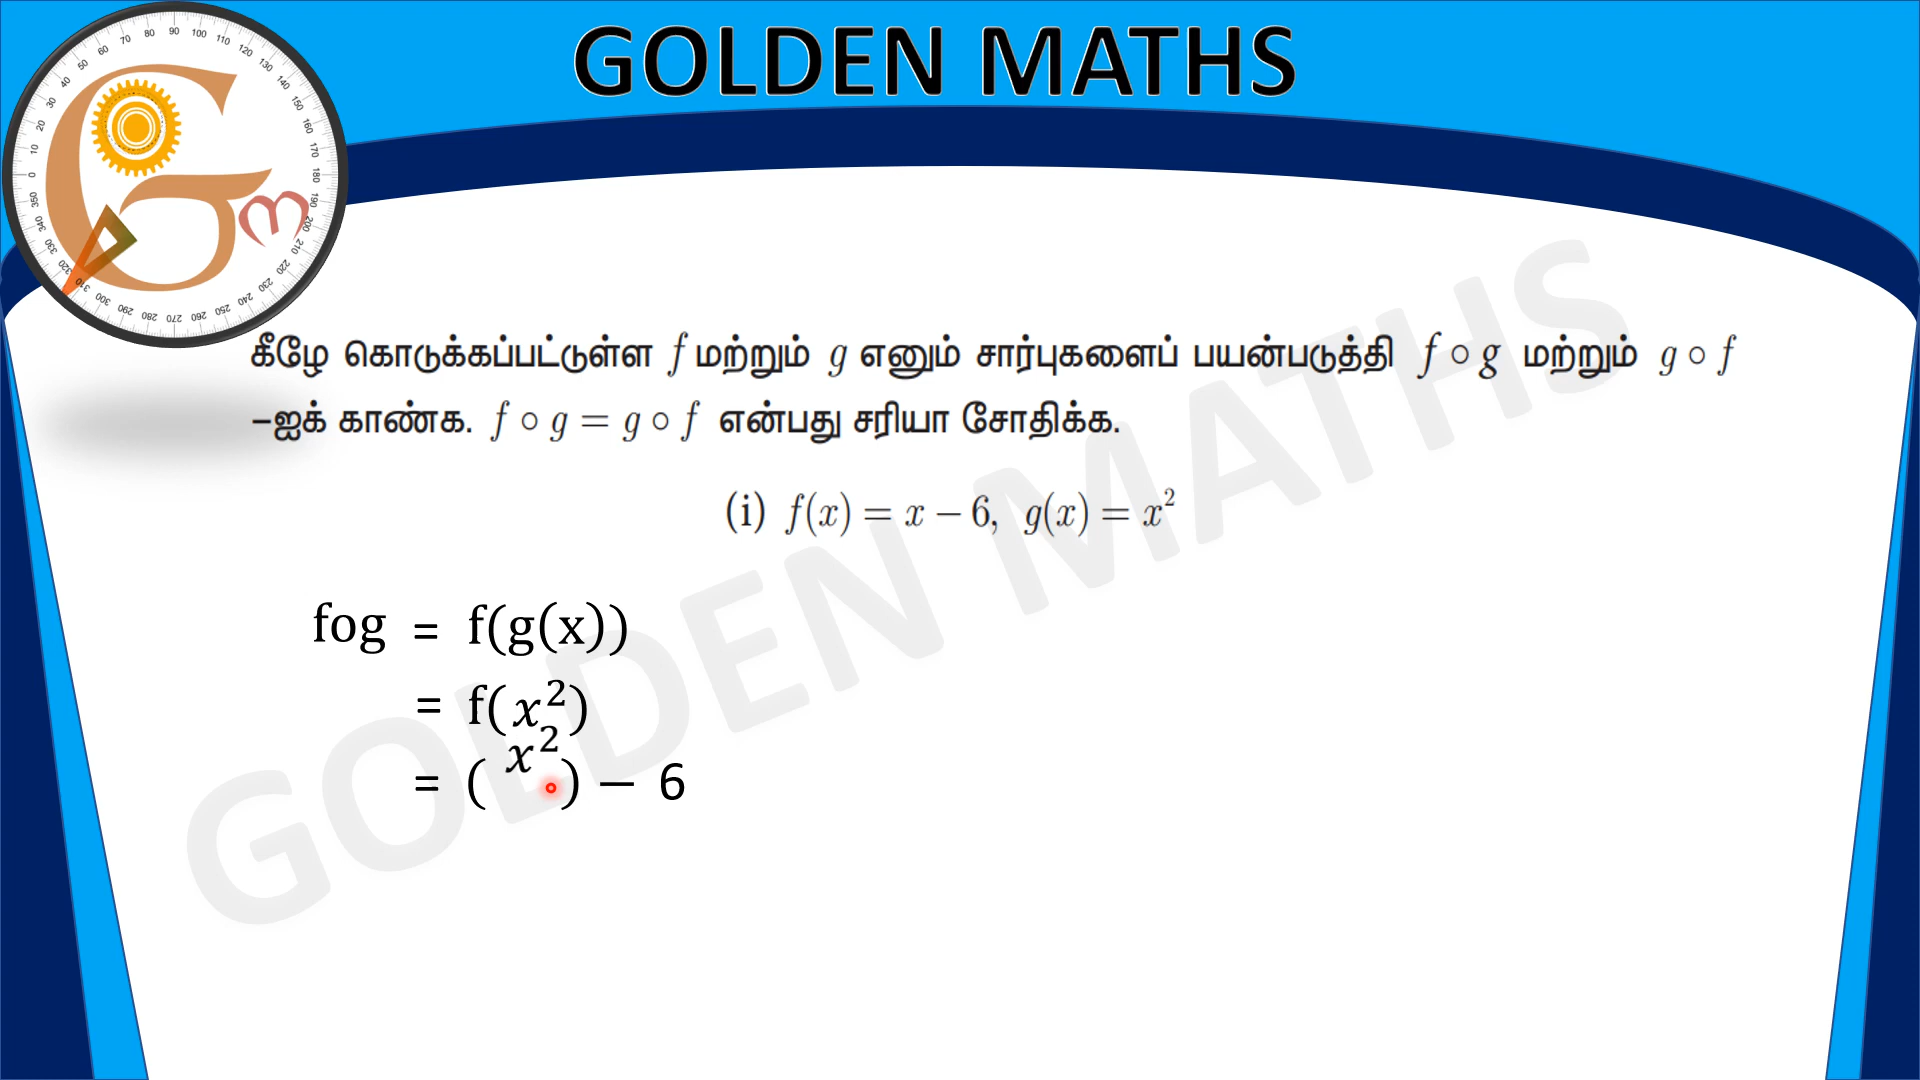 GOLDEN MATHS
கீழே கொடுக்கப்பட்டுள்ள f மற்றும் g எனும் சார்புகளைப் பயன்படுத்தி f ∘ g மற்றும் g ∘ f
–ஐக் காண்க. f ∘ g = g ∘ f என்பது சரியா சோதிக்க.
(i) f(x) = x − 6, g(x) = x²
fog = f(g(x))
= f( x²)
= ( x² ) − 6
GOLDEN MATHS